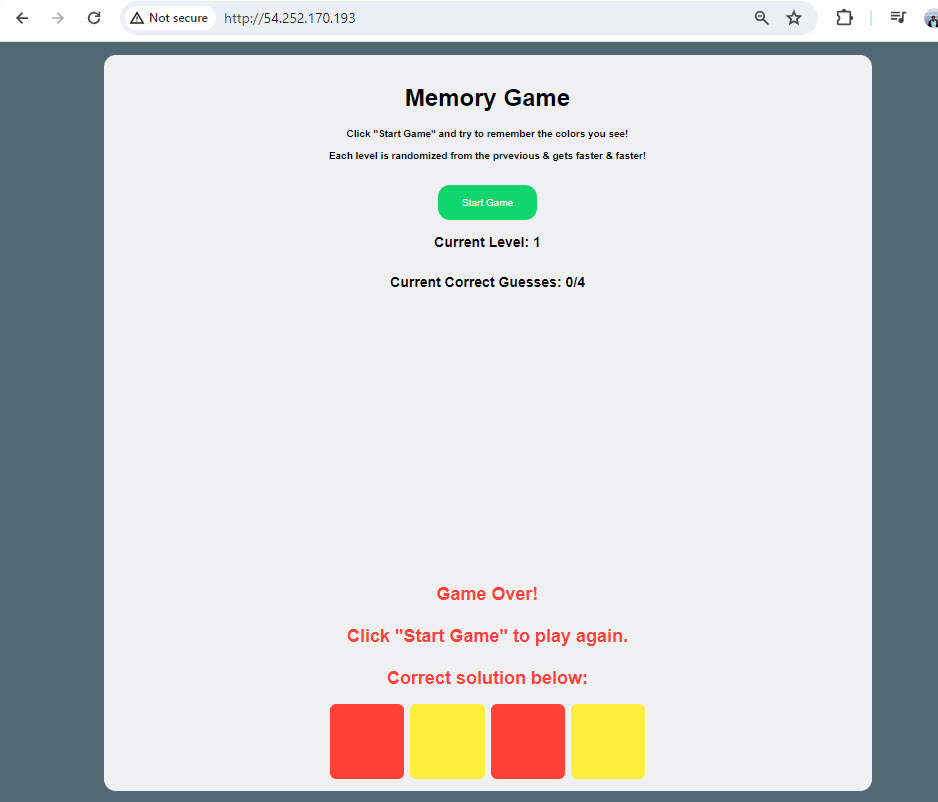 Not secure
http://54.252.170.193
Memory Game
Click "Start Game" and try to remember the colors you see!
Each level is randomized from the prvevious & gets faster & faster!
Start Game
Current Level: 1
Current Correct Guesses: 0/4
Game Over!
Click "Start Game" to play again.
Correct solution below: